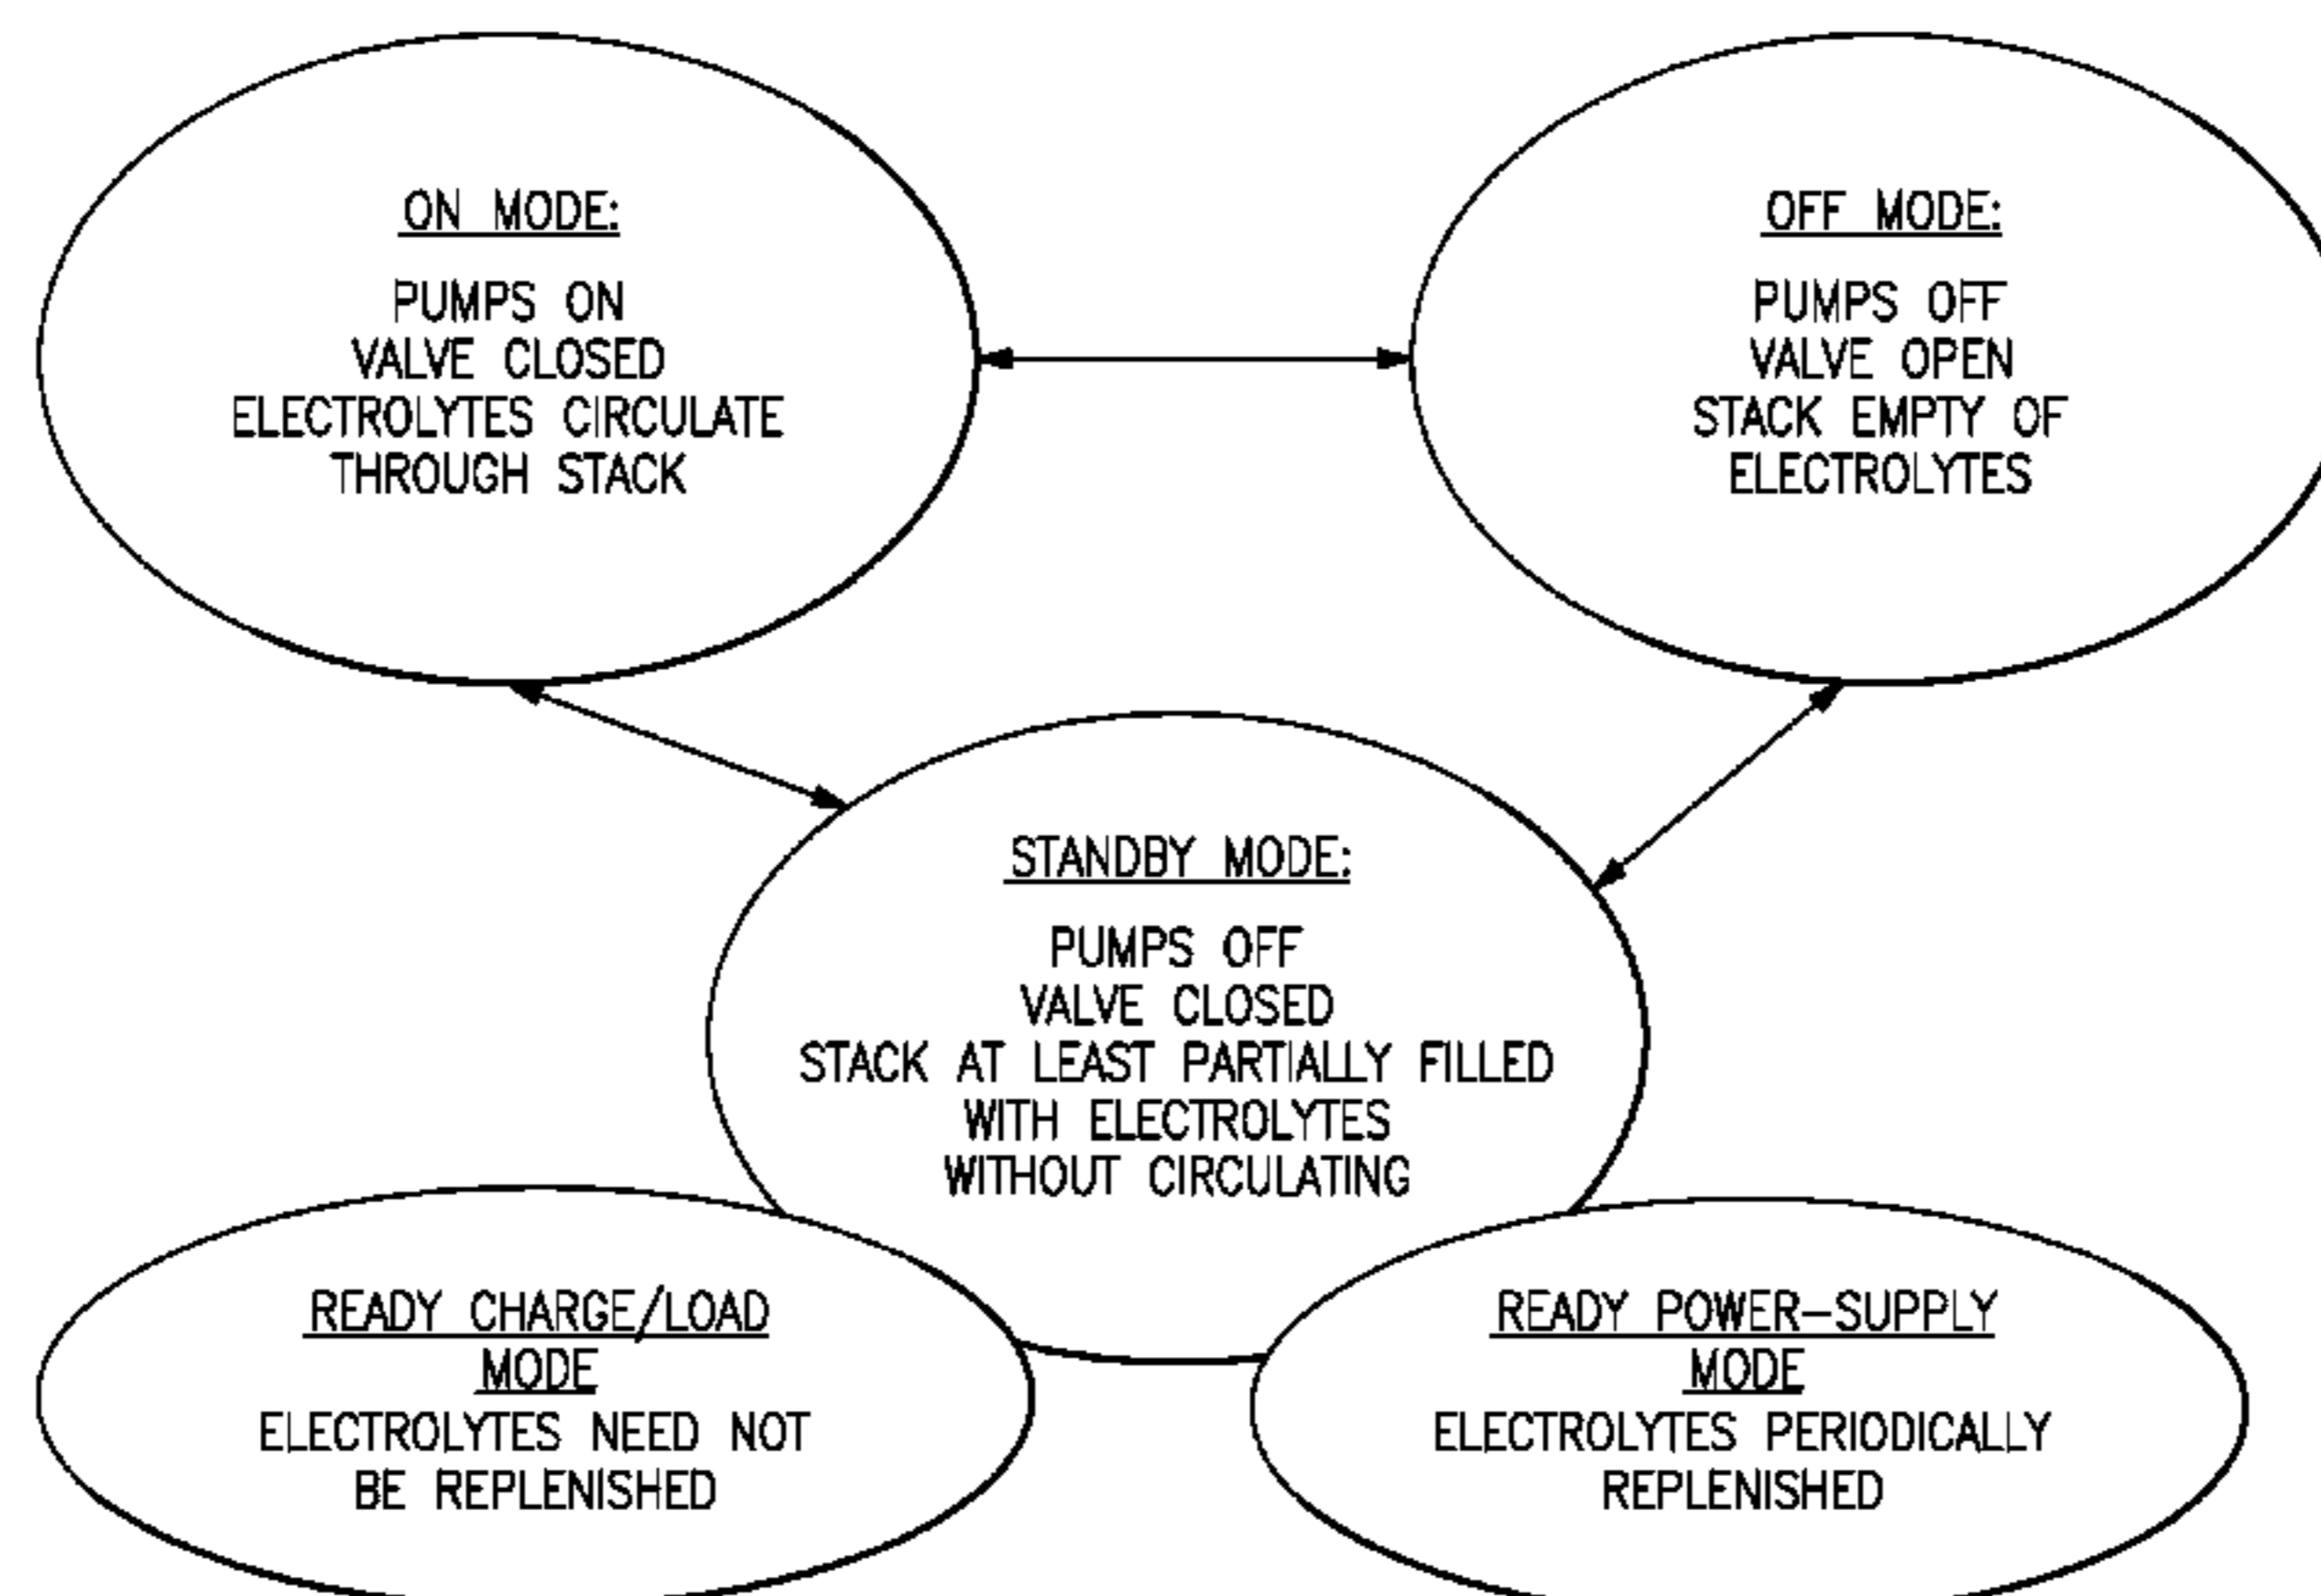 ON MODE:
PUMPS ON
VALVE CLOSED
ELECTROLYTES CIRCULATE
THROUGH STACK
OFF MODE:
PUMPS OFF
VALVE OPEN
STACK EMPTY OF
ELECTROLYTES
STANDBY MODE:
PUMPS OFF
VALVE CLOSED
STACK AT LEAST PARTIALLY FILLED
WITH ELECTROLYTES
WITHOUT CIRCULATING
READY CHARGE/LOAD
MODE
ELECTROLYTES NEED NOT
BE REPLENISHED
READY POWER-SUPPLY
MODE
ELECTROLYTES PERIODICALLY
REPLENISHED